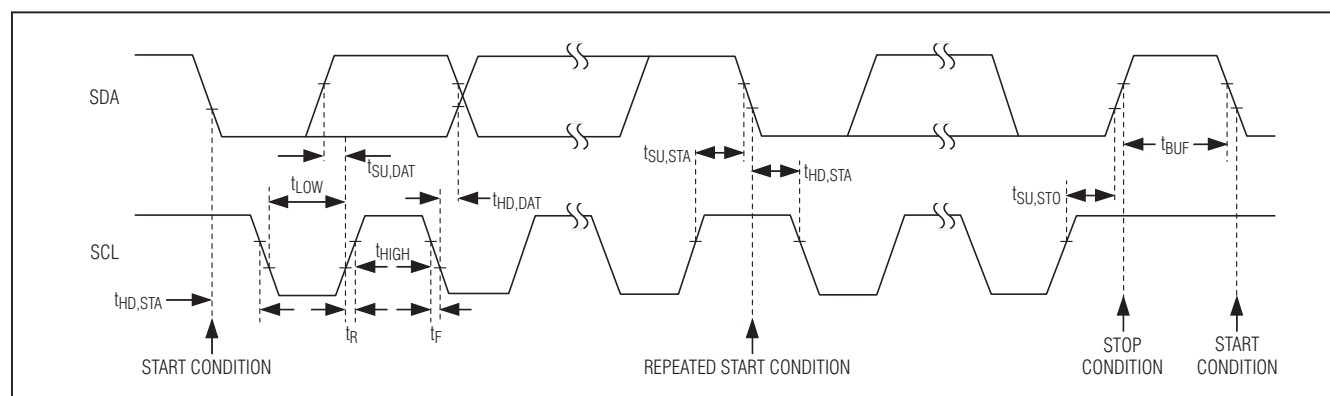 SDA
tSU,DAT
tLOW
tHD,DAT
tSU,STA
tHD,STA
tBUF
tSU,STO
SCL
tHIGH
tHD,STA
tR
tF
START CONDITION
REPEATED START CONDITION
STOP
CONDITION
START
CONDITION